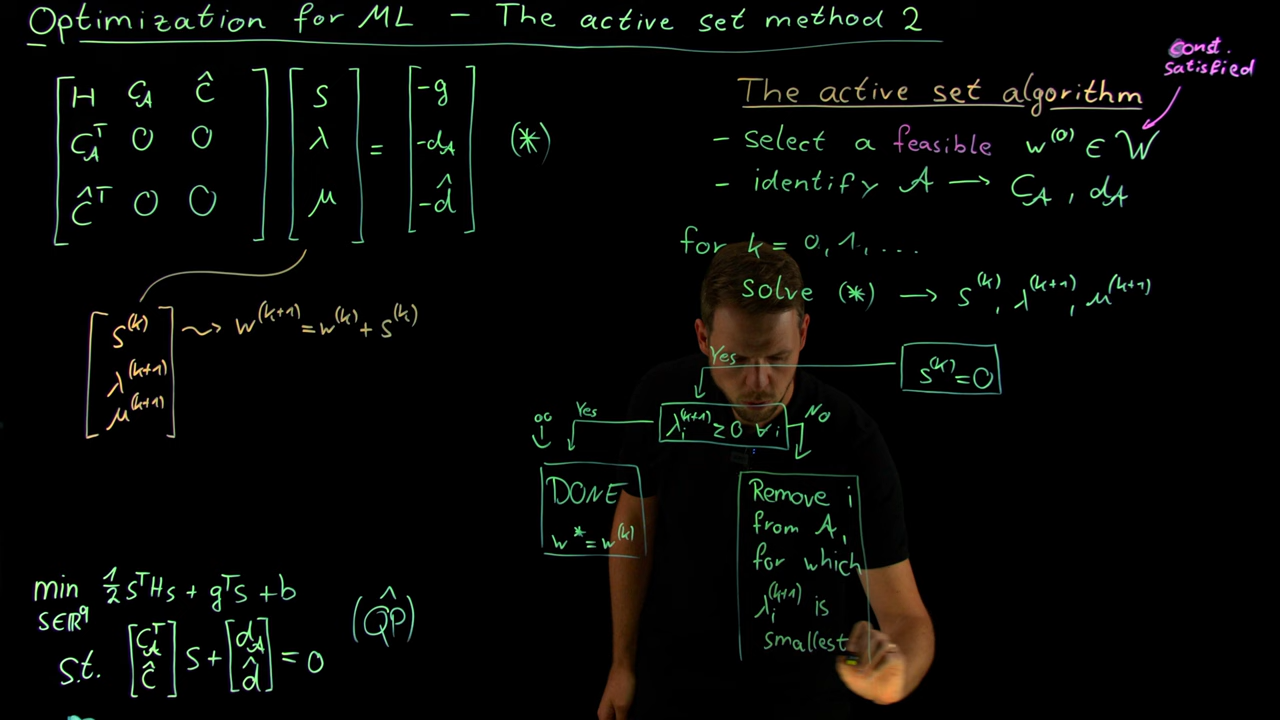 Optimization for ML - The active set method 2
const.
satisfied
[H C_A Ĉ; C_A^T 0 0; Ĉ^T 0 0] [s; λ; μ] = [-g; -d_A; -d̂] (*)
[s^(k); λ^(k+1); μ^(k+1)] ⤳ w^(k+1) = w^(k) + s^(k)
min 1/2 s^T H s + g^T s + b
s∈ℝ^q
s.t. [C_A^T; Ĉ] s + [d_A; d̂] = 0
(Q̂P)
The active set algorithm
- select a feasible w^(0) ∈ W
- identify A → C_A, d_A
for k = 0, 1, ...
solve (*) → s^(k), λ^(k+1), μ^(k+1)
s^(k) = 0
Yes
λ_i^(k+1) ≥ 0 ∀ i
Yes
No
DONE
w* = w^(k)
Remove i
from A,
for which
λ_i^(k+1) is
smallest